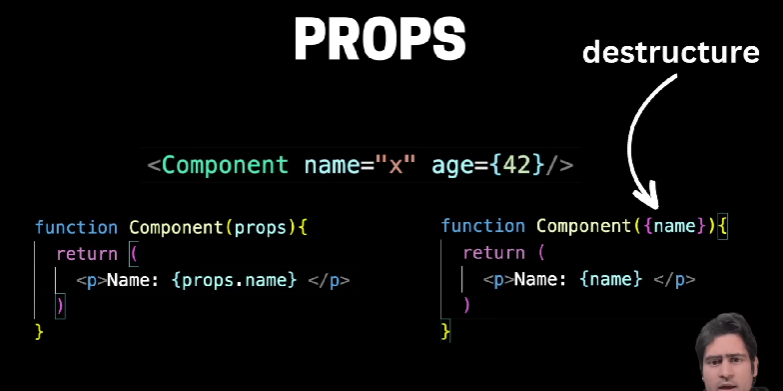 PROPS
destructure
<Component name="x" age={42}/>
function Component(props){
return (
<p>Name: {props.name} </p>
)
}
function Component({name}){
return (
<p>Name: {name} </p>
)
}